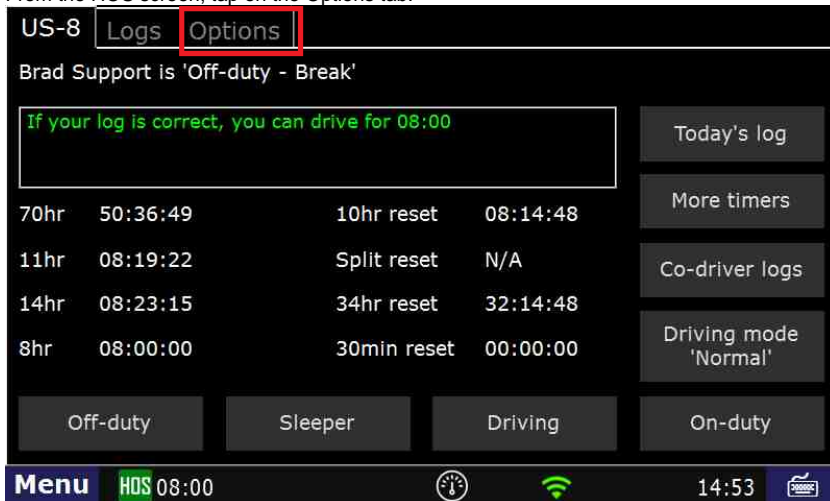 From the HOS screen, tap on the Options tab.
US-8 Logs Options
Brad Support is 'Off-duty - Break'
If your log is correct, you can drive for 08:00
Today's log
More timers
70hr 50:36:49 10hr reset 08:14:48
11hr 08:19:22 Split reset N/A
Co-driver logs
14hr 08:23:15 34hr reset 32:14:48
8hr 08:00:00 30min reset 00:00:00
Driving mode
'Normal'
Off-duty Sleeper Driving On-duty
Menu HOS 08:00 14:53